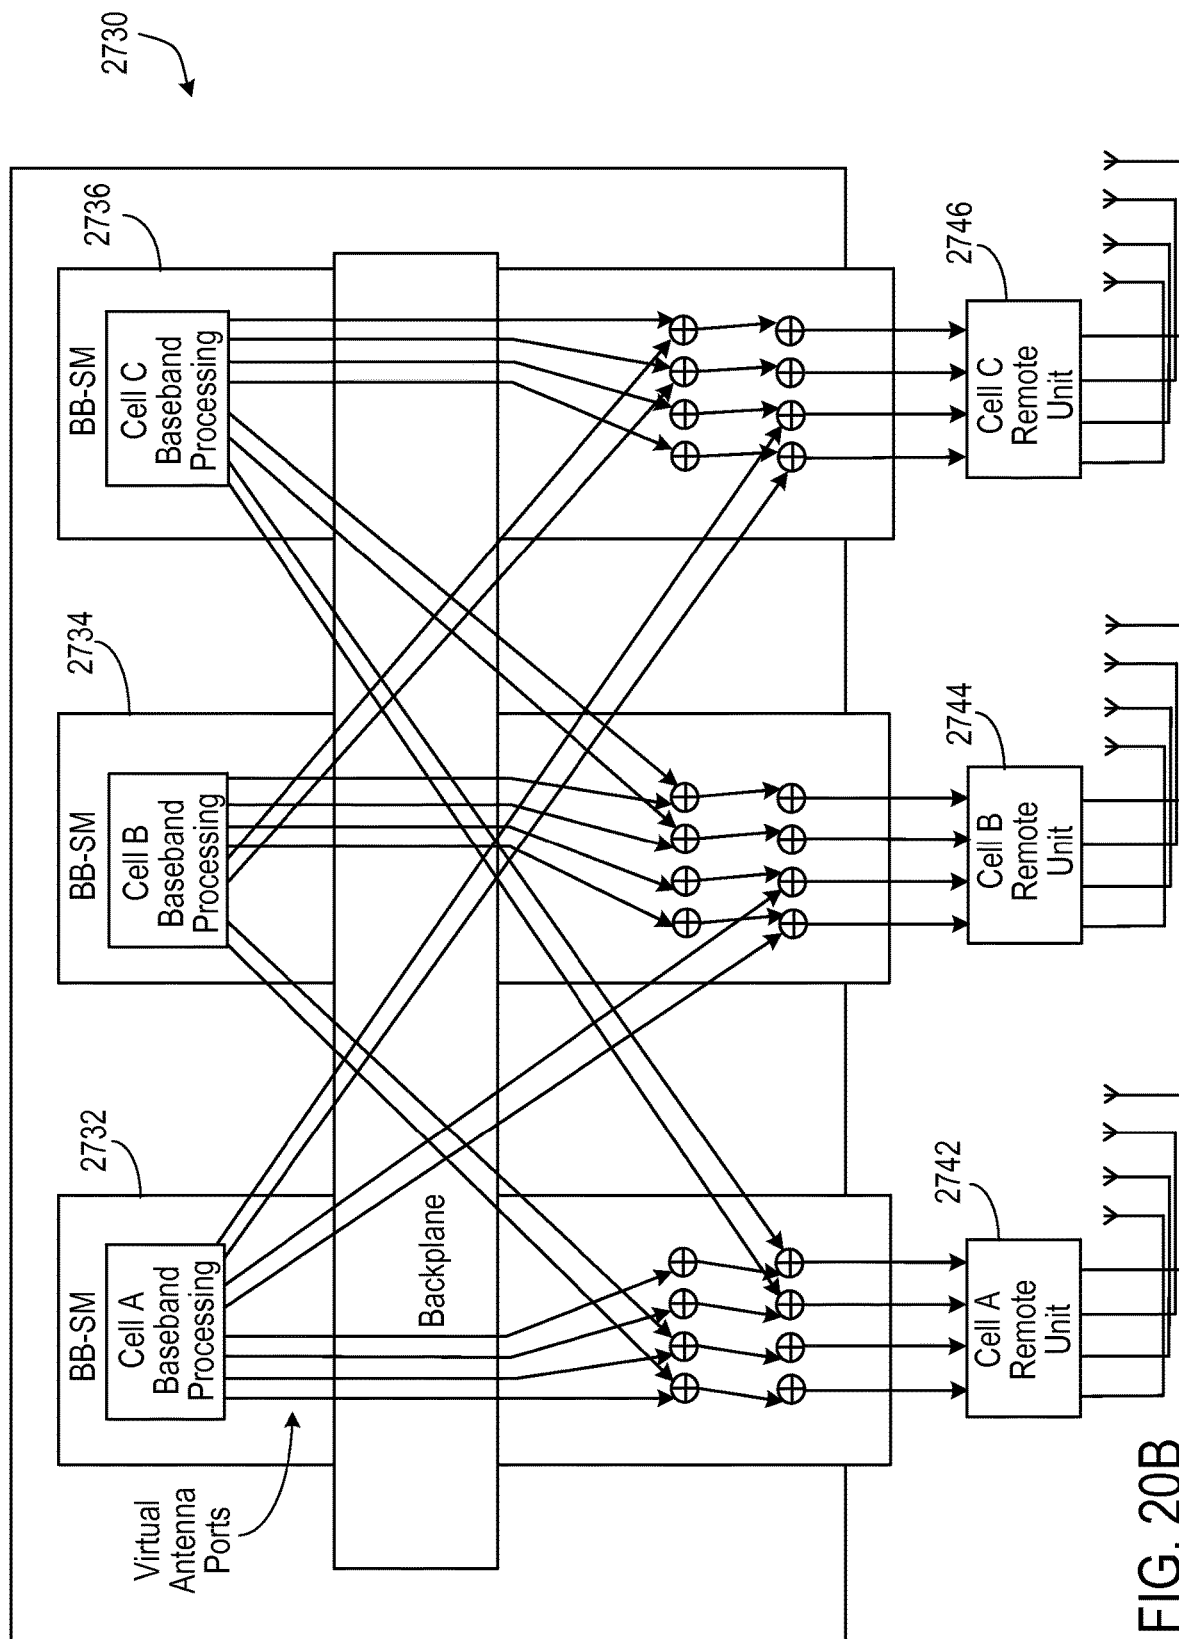 2730
2732
2734
2736
BB-SM
BB-SM
BB-SM
Cell A
Baseband
Processing
Cell B
Baseband
Processing
Cell C
Baseband
Processing
Virtual
Antenna
Ports
Backplane
2742
2744
2746
Cell A
Remote
Unit
Cell B
Remote
Unit
Cell C
Remote
Unit
FIG. 20B